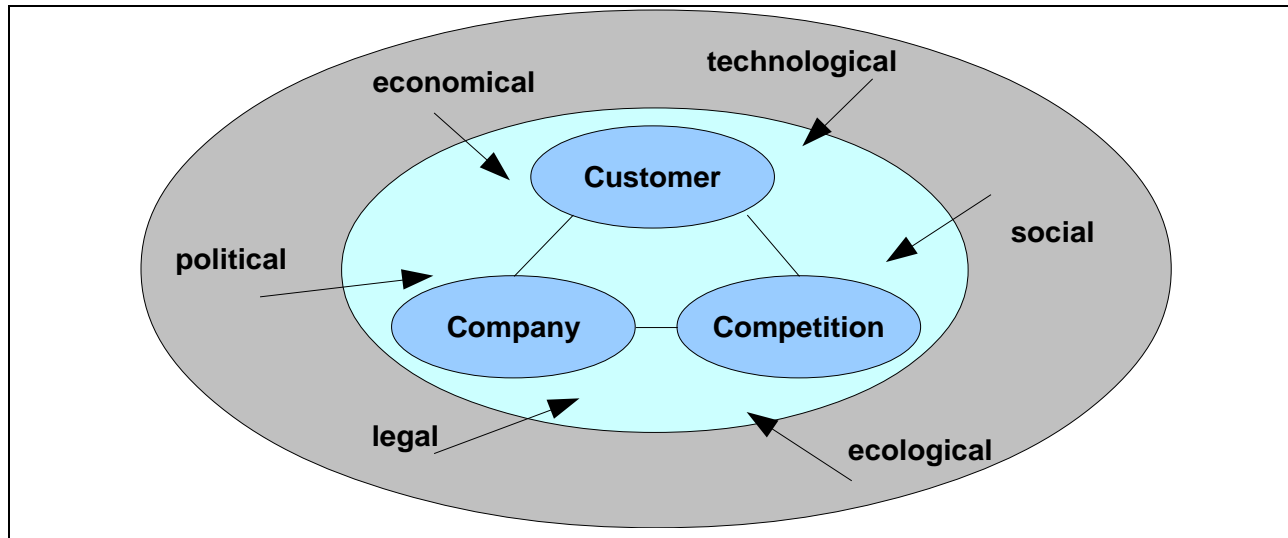 technological
economical
Customer
social
political
Company
Competition
legal
ecological